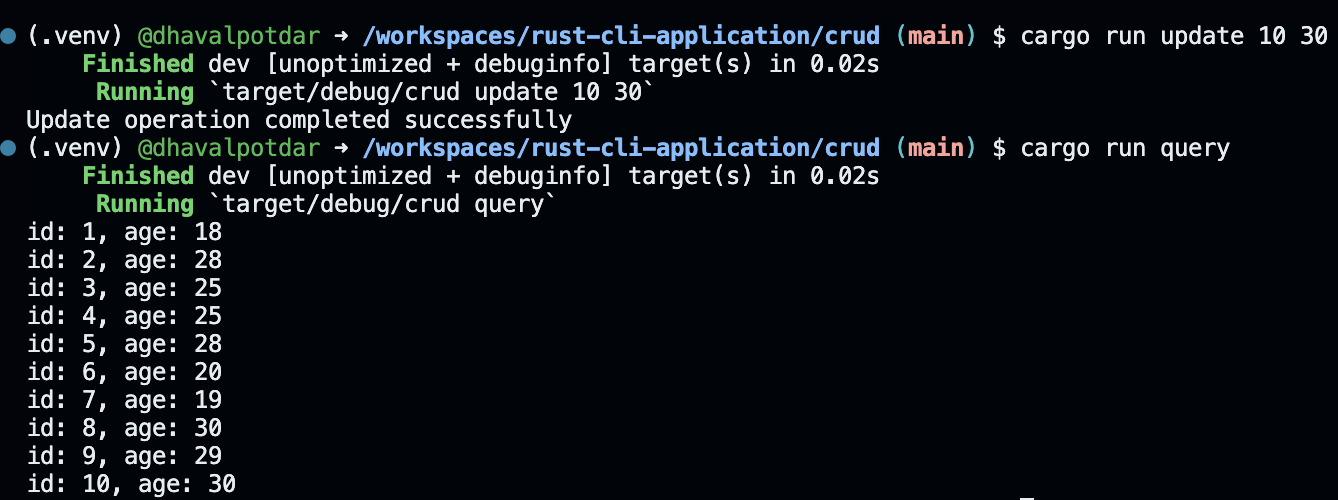 (.venv) @dhavalpotdar ➜ /workspaces/rust-cli-application/crud (main) $ cargo run update 10 30
    Finished dev [unoptimized + debuginfo] target(s) in 0.02s
     Running `target/debug/crud update 10 30`
Update operation completed successfully
(.venv) @dhavalpotdar ➜ /workspaces/rust-cli-application/crud (main) $ cargo run query
    Finished dev [unoptimized + debuginfo] target(s) in 0.02s
     Running `target/debug/crud query`
id: 1, age: 18
id: 2, age: 28
id: 3, age: 25
id: 4, age: 25
id: 5, age: 28
id: 6, age: 20
id: 7, age: 19
id: 8, age: 30
id: 9, age: 29
id: 10, age: 30